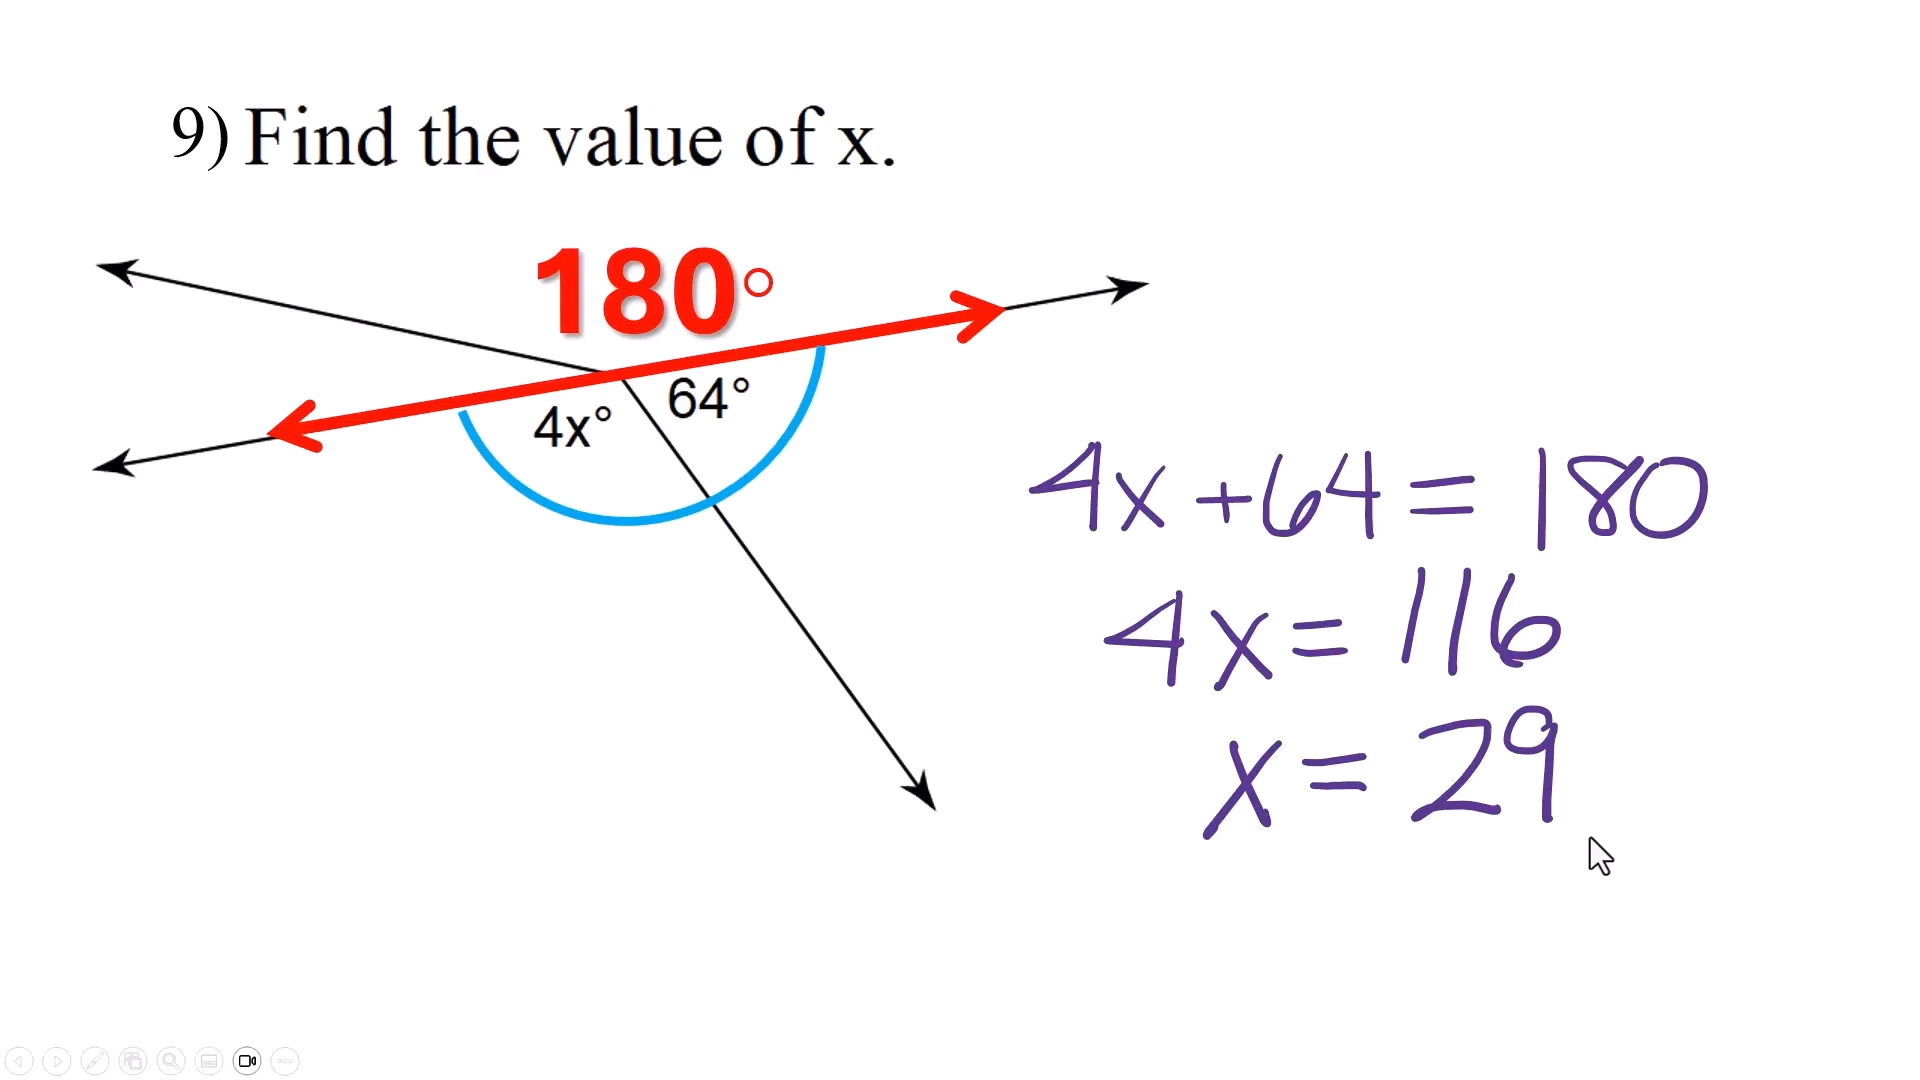 9) Find the value of x.
180°
64°
4x°
4x + 64 = 180
4x = 116
x = 29